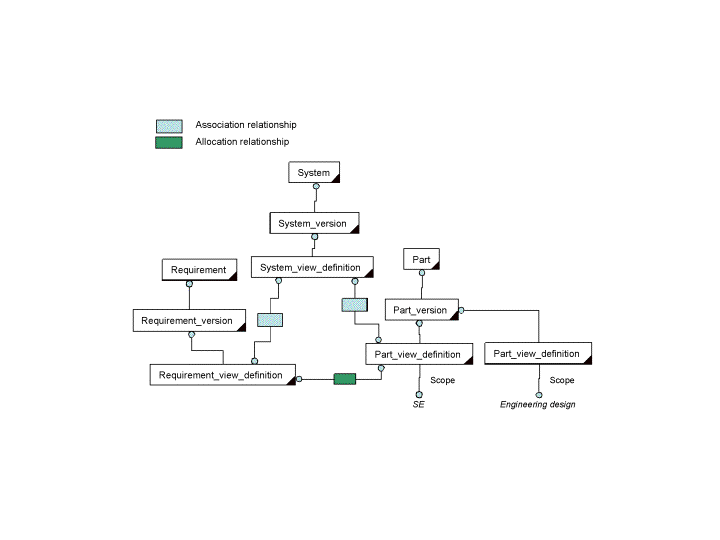 Association relationship
Allocation relationship
System
System_version
System_view_definition
Part
Requirement
Part_version
Requirement_version
Part_view_definition
Part_view_definition
Requirement_view_definition
Scope
Scope
SE
Engineering design